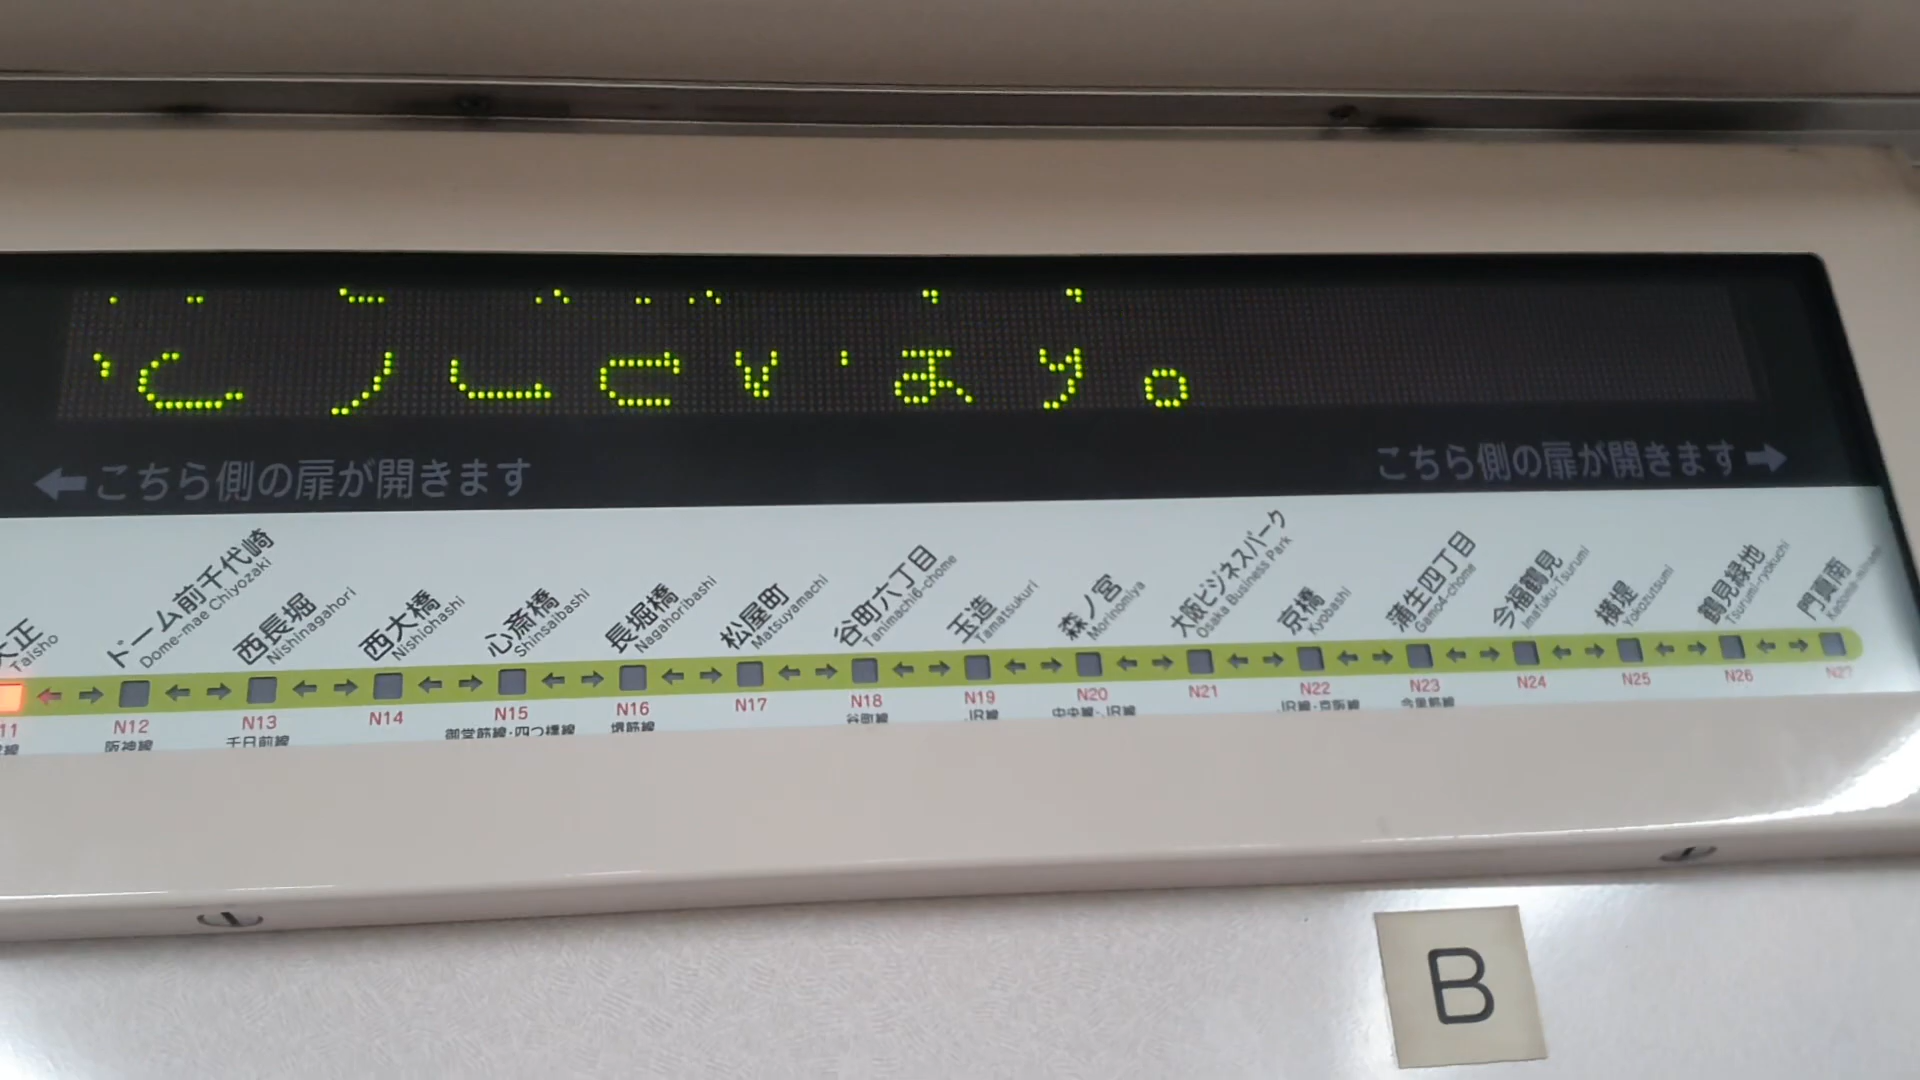 こちら側の扉が開きます
こちら側の扉が開きます
大正
Taisho
ドーム前千代崎
Dome-mae Chiyozaki
西長堀
Nishinagahori
西大橋
Nishiohashi
心斎橋
Shinsaibashi
長堀橋
Nagahoribashi
松屋町
Matsuyamachi
谷町六丁目
Tanimachi6-chome
玉造
Tamatsukuri
森ノ宮
Morinomiya
大阪ビジネスパーク
Osaka Business Park
京橋
Kyobashi
蒲生四丁目
Gamo4-chome
今福鶴見
Imafuku-Tsurumi
横堤
Yokozutsumi
鶴見緑地
Tsurumi-ryokuchi
門真南
Kadoma-minami
11 N12 N13 N14 N15 N16 N17 N18 N19 N20 N21 N22 N23 N24 N25 N26 N27
阪神線 千日前線 御堂筋線・四つ橋線 堺筋線 谷町線 JR線 中央線・JR線 JR線・京阪線 今里筋線
B